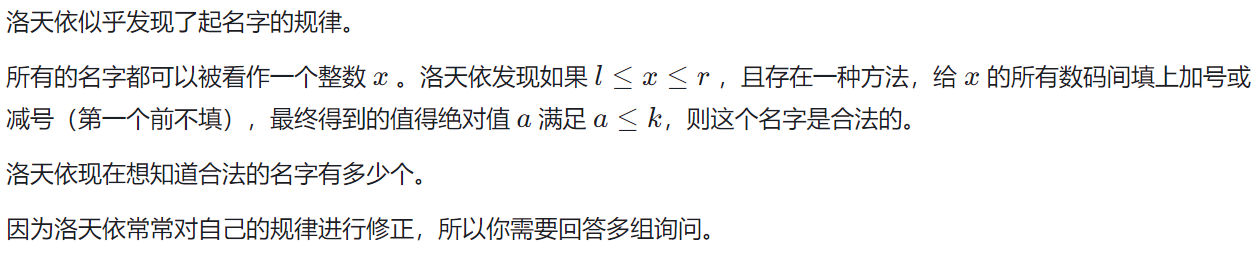 洛天依似乎发现了起名字的规律。
所有的名字都可以被看作一个整数 x 。洛天依发现如果 l ≤ x ≤ r ，且存在一种方法，给 x 的所有数码间填上加号或
减号（第一个前不填），最终得到的值得绝对值 a 满足 a ≤ k，则这个名字是合法的。
洛天依现在想知道合法的名字有多少个。
因为洛天依常常对自己的规律进行修正，所以你需要回答多组询问。